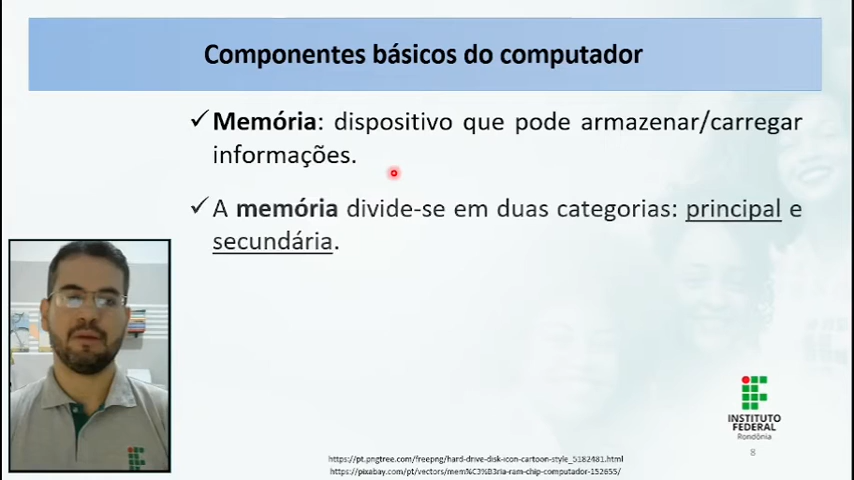 Componentes básicos do computador
✓Memória: dispositivo que pode armazenar/carregar
informações.
✓A memória divide-se em duas categorias: principal e
secundária.
INSTITUTO
FEDERAL
Rondônia
8
https://pt.pngtree.com/freepng/hard-drive-disk-icon-cartoon-style_5182481.html
https://pixabay.com/pt/vectors/mem%C3%B3ria-ram-chip-computador-152655/